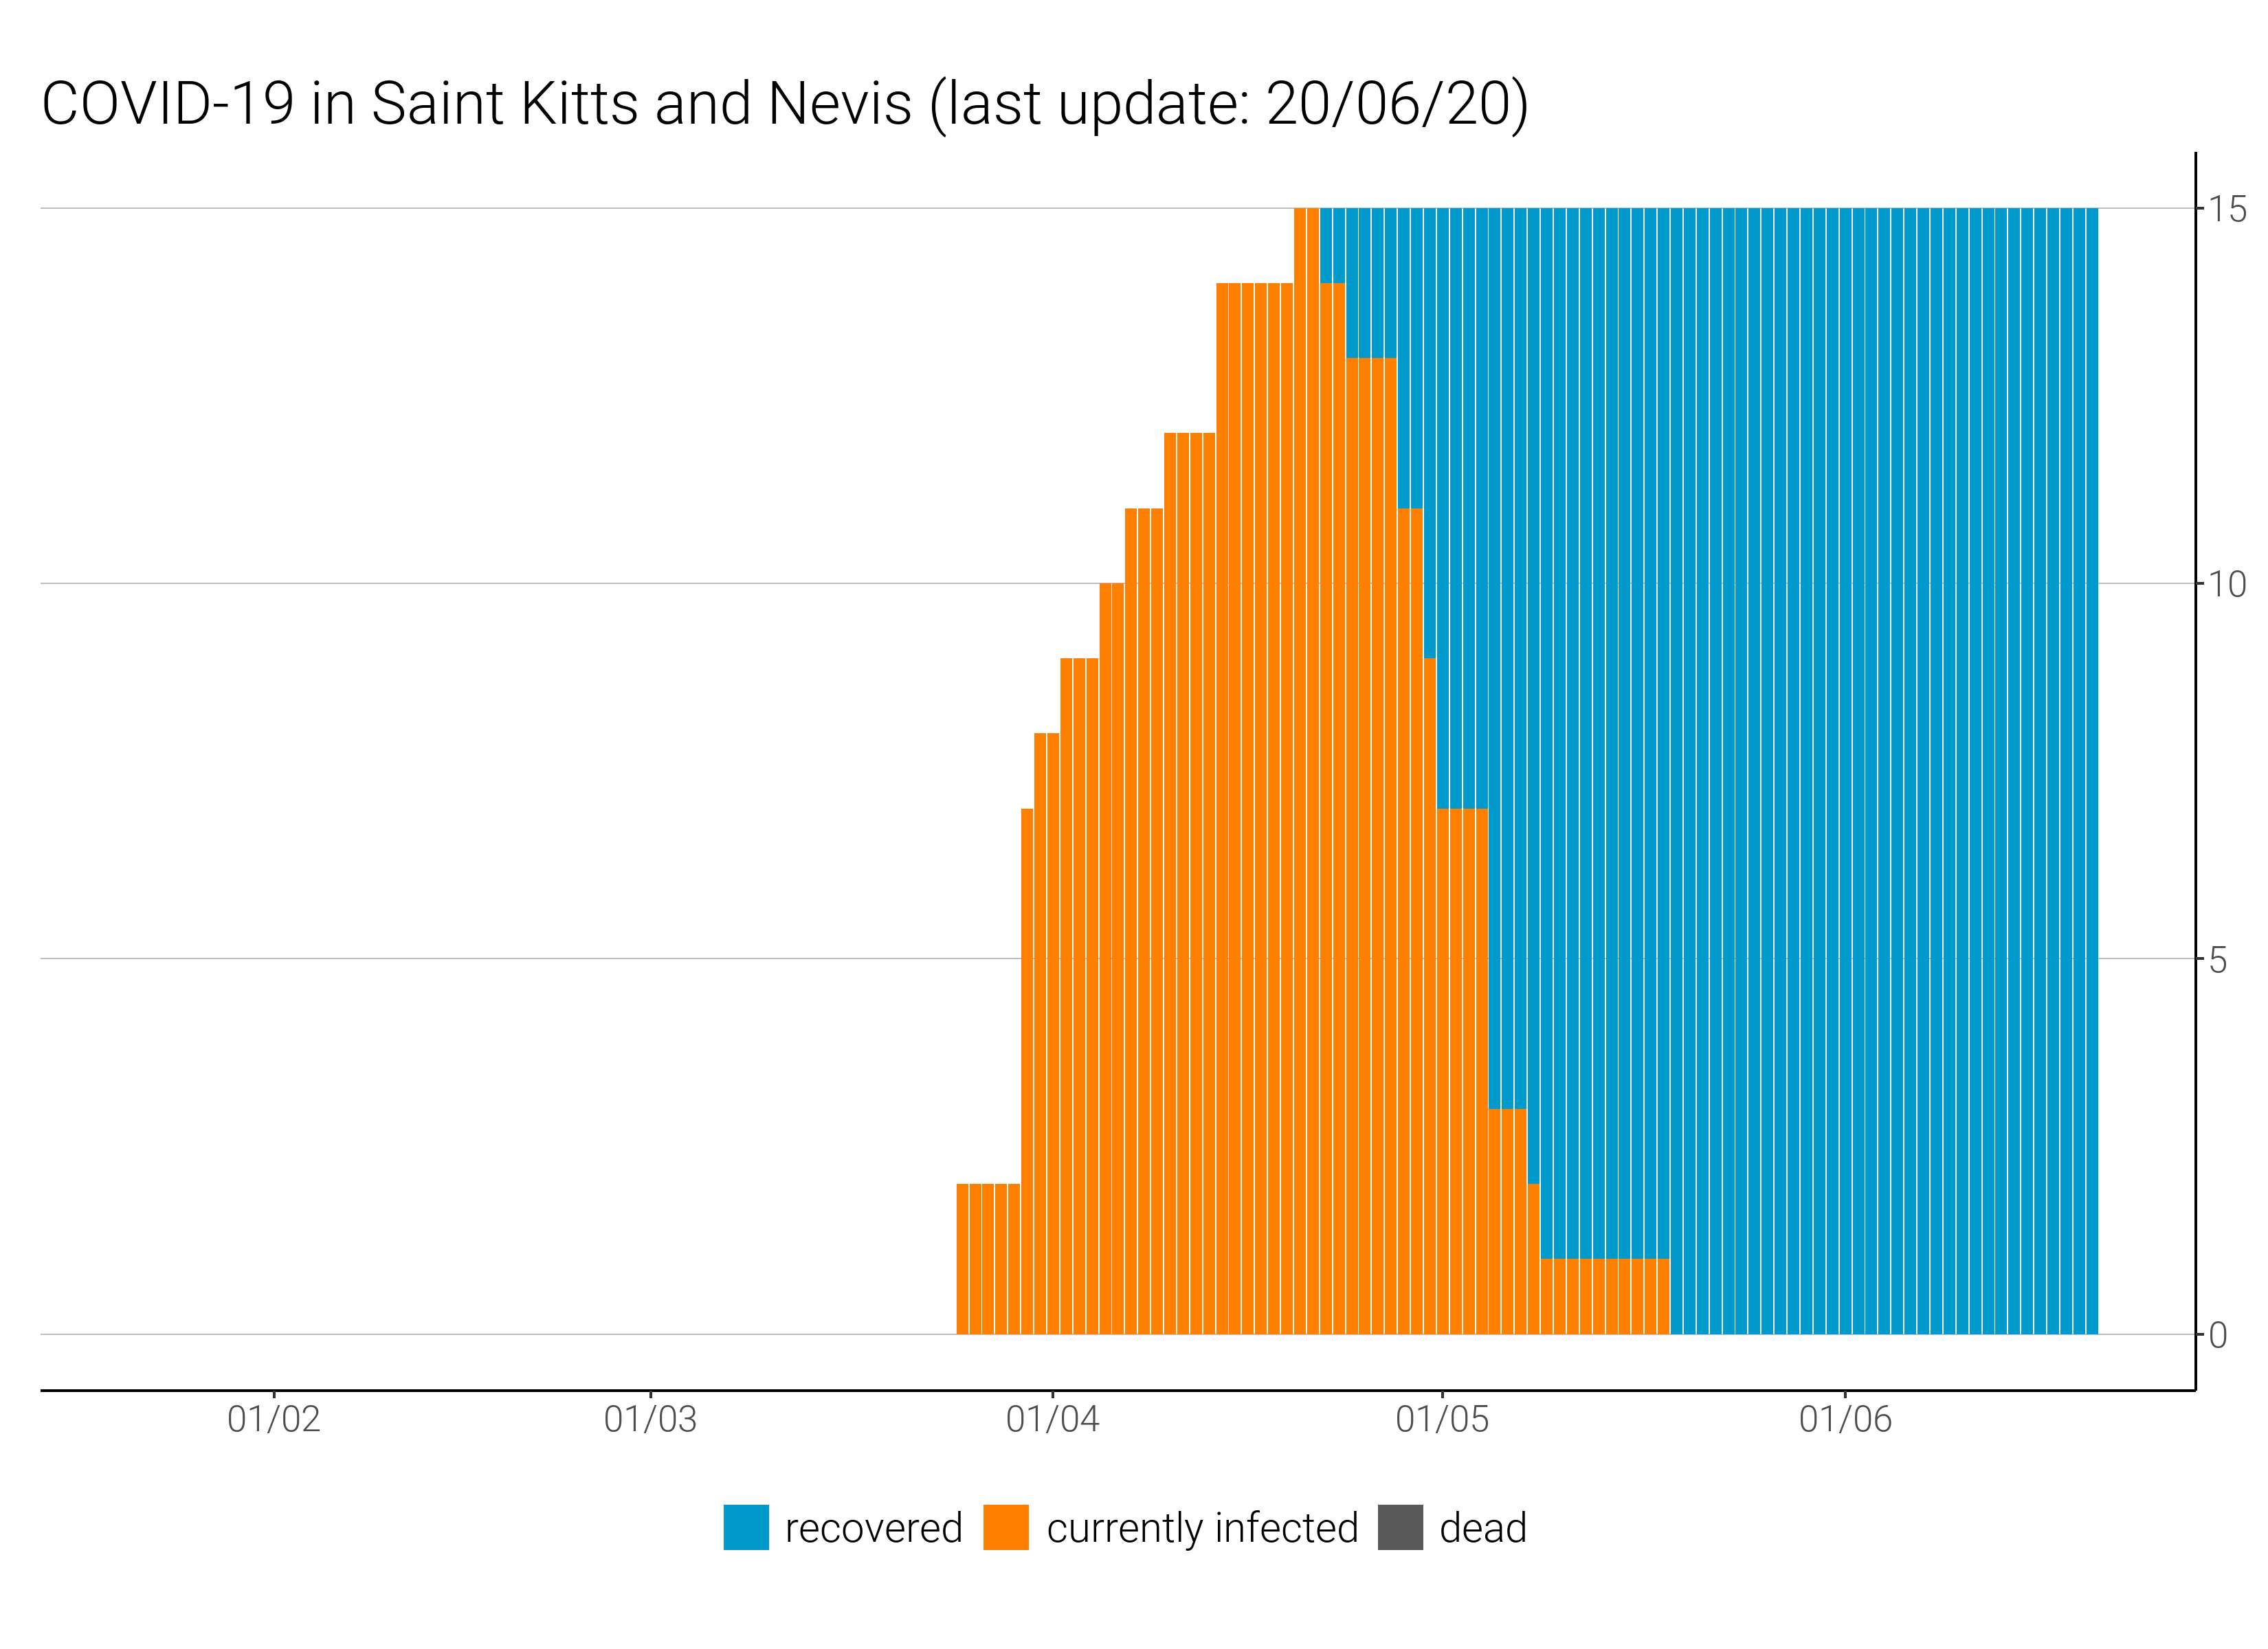 COVID-19 in Saint Kitts and Nevis (last update: 20/06/20)
15
10
5
0
01/02 01/03 01/04 01/05 01/06
recovered currently infected dead